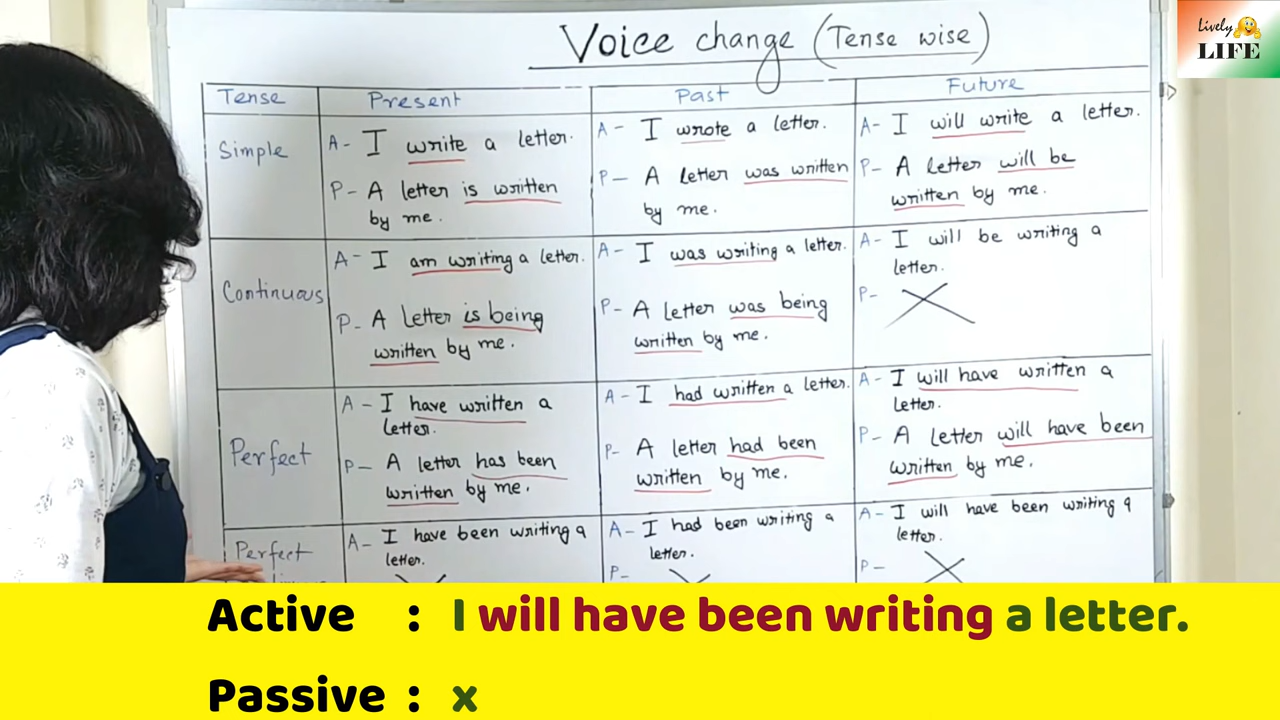 Voice change (Tense wise)
Lively
LIFE
Tense
Present
Past
Future
Simple
A- I write a letter.
P- A letter is written
by me.
A- I wrote a letter.
P- A letter was written
by me.
A- I will write a letter.
P- A letter will be
written by me.
Continuous
A- I am writing a letter.
P- A letter is being
written by me.
A- I was writing a letter.
P- A letter was being
written by me.
A- I will be writing a
letter.
P-
Perfect
A- I have written a
letter.
P- A letter has been
written by me.
A- I had written a letter.
P- A letter had been
written by me.
A- I will have written a
letter.
P- A letter will have been
written by me.
Perfect
A- I have been writing a
letter.
A- I had been writing a
letter.
P-
A- I will have been writing a
letter.
P-
Active : I will have been writing a letter.
Passive : x